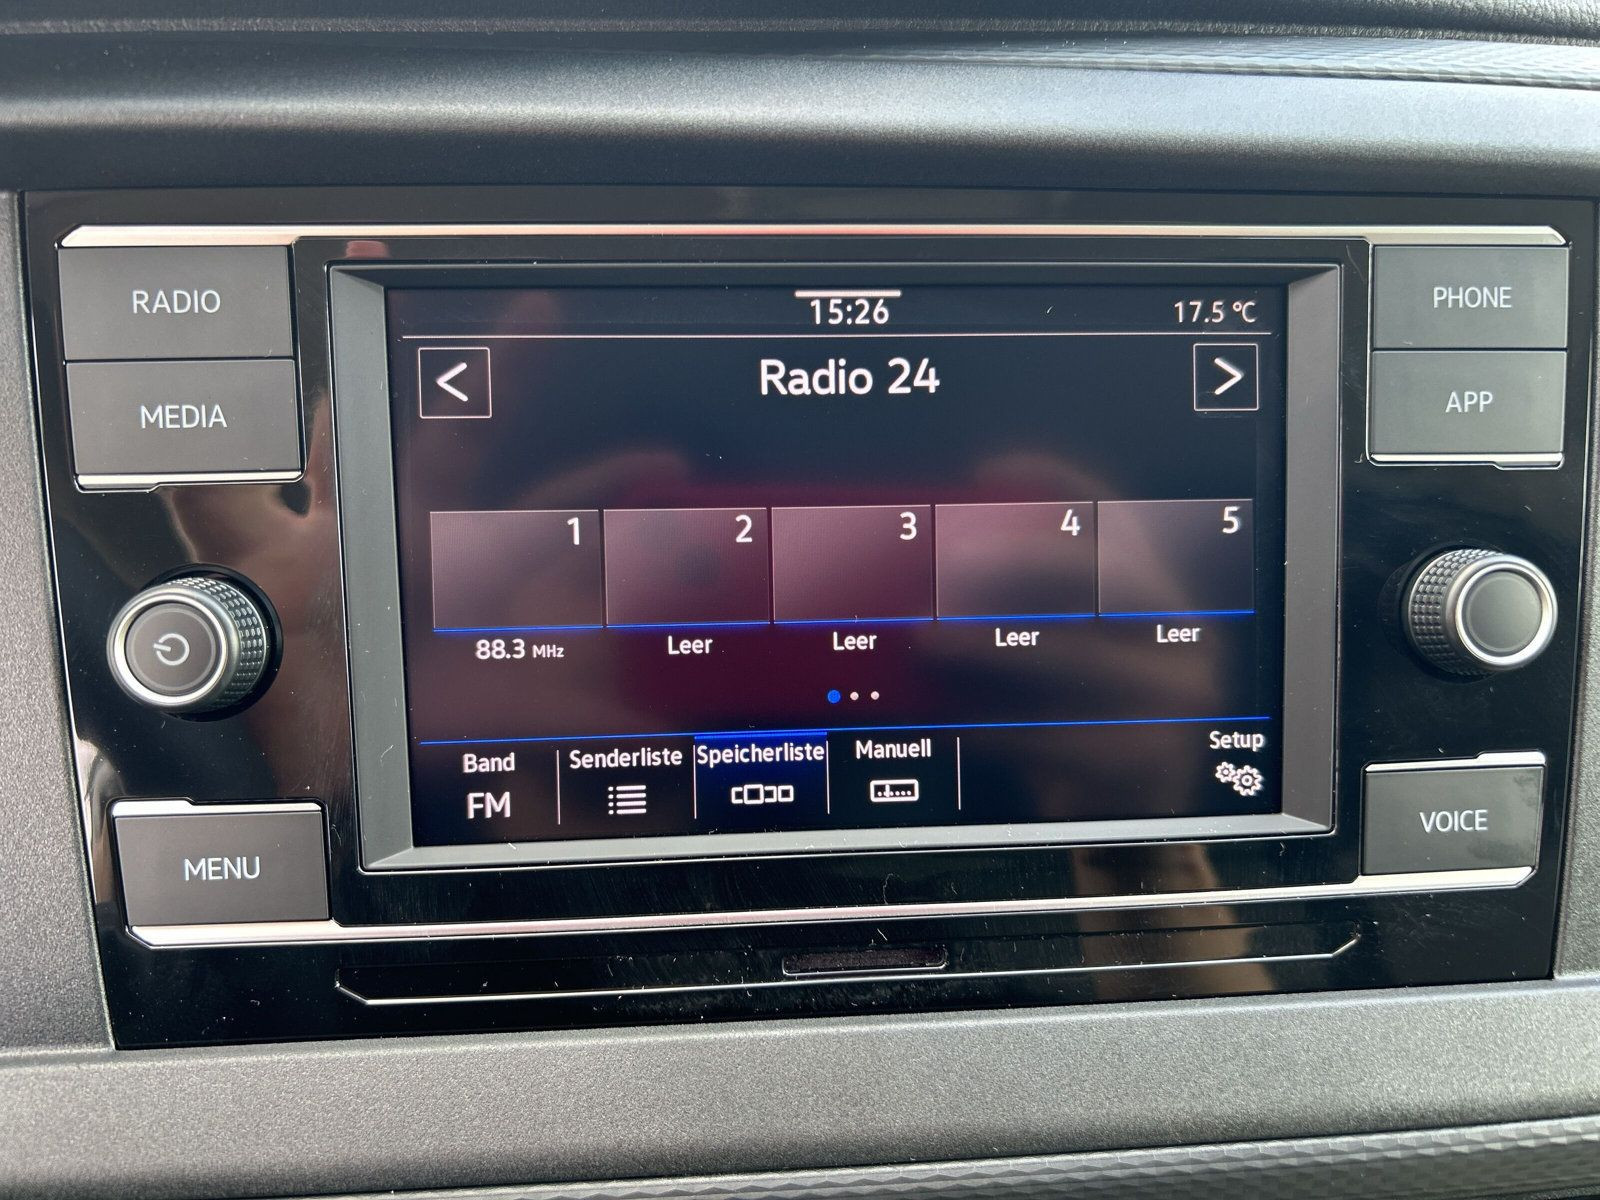 RADIO
MEDIA
MENU
15:26
17.5 °C
<
Radio 24
>
1 2 3 4 5
88.3 MHz Leer Leer Leer Leer
Band Senderliste Speicherliste Manuell Setup
FM
PHONE
APP
VOICE